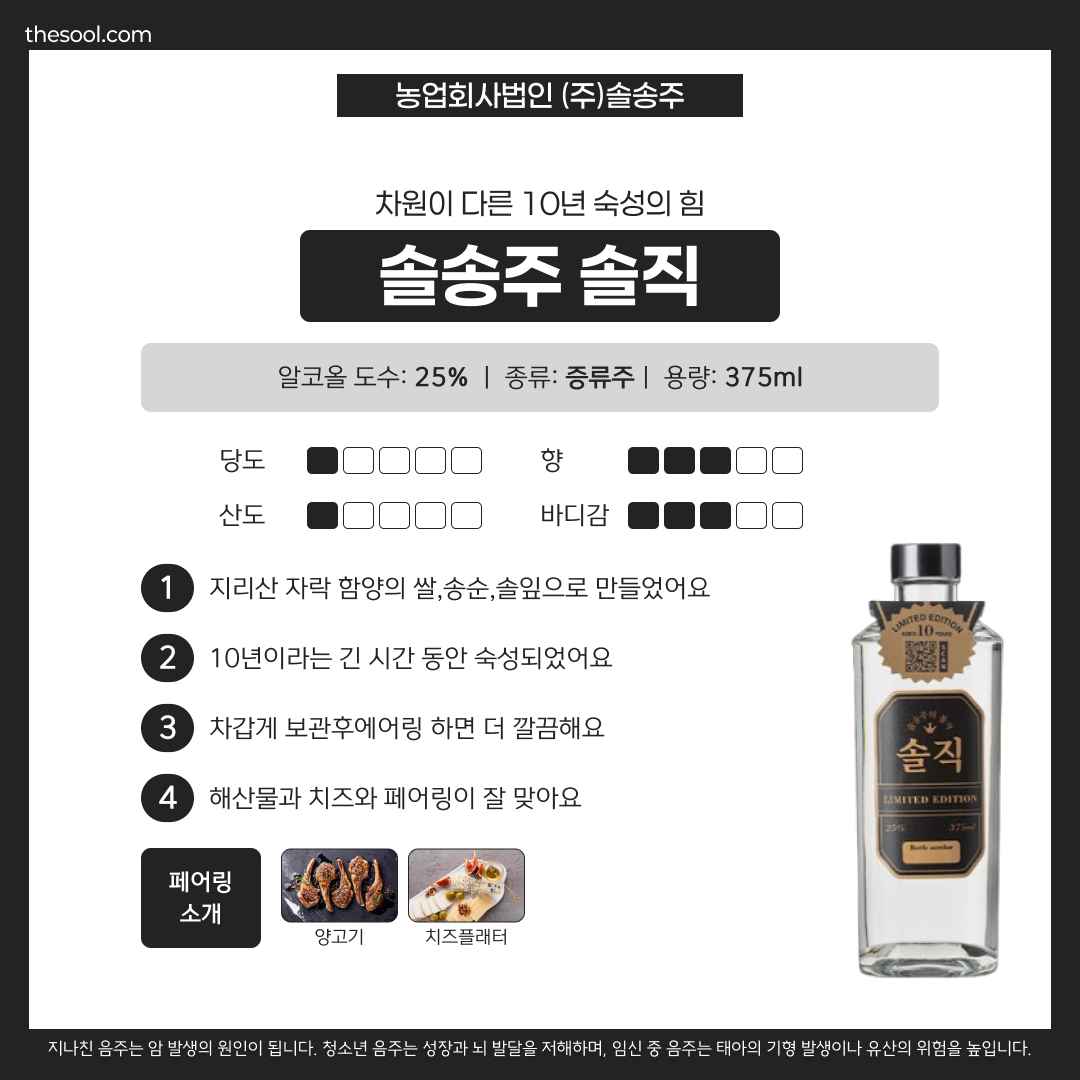 thesool.com
농업회사법인 (주)솔송주
차원이 다른 10년 숙성의 힘
솔송주 솔직
알코올 도수: 25% | 종류: 증류주 | 용량: 375ml
당도
향
산도
바디감
1 지리산 자락 함양의 쌀,송순,솔잎으로 만들었어요
2 10년이라는 긴 시간 동안 숙성되었어요
3 차갑게 보관후에어링 하면 더 깔끔해요
4 해산물과 치즈와 페어링이 잘 맞아요
LIMITED EDITION
AGED 10 YEARS
SCAN
솔직
LIMITED EDITION
25% 375ml
Bottle number
페어링
소개
양고기
치즈플래터
지나친 음주는 암 발생의 원인이 됩니다. 청소년 음주는 성장과 뇌 발달을 저해하며, 임신 중 음주는 태아의 기형 발생이나 유산의 위험을 높입니다.